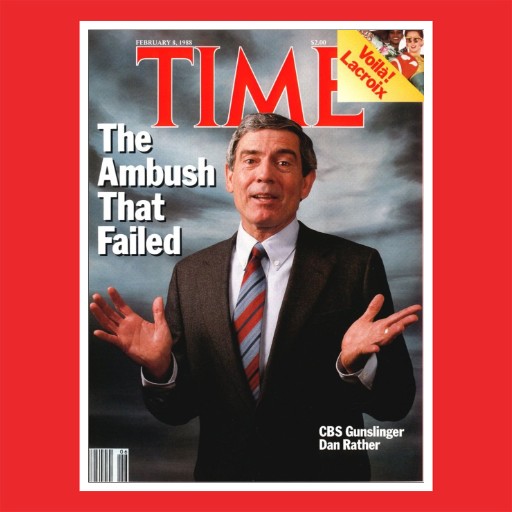 FEBRUARY 8, 1988
$2.00
TIME
Voilà!
Lacroix
The
Ambush
That
Failed
CBS Gunslinger
Dan Rather